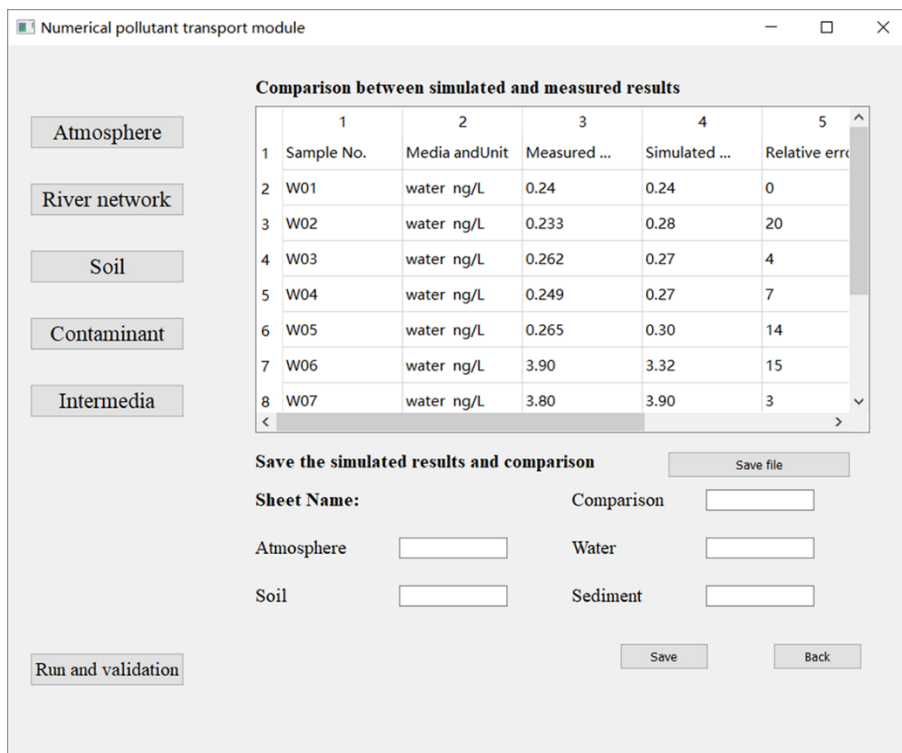 Numerical pollutant transport module
Comparison between simulated and measured results
Atmosphere
River network
Soil
Contaminant
Intermedia
Run and validation
1 2 3 4 5
1 Sample No. Media andUnit Measured ... Simulated ... Relative erro
2 W01 water ng/L 0.24 0.24 0
3 W02 water ng/L 0.233 0.28 20
4 W03 water ng/L 0.262 0.27 4
5 W04 water ng/L 0.249 0.27 7
6 W05 water ng/L 0.265 0.30 14
7 W06 water ng/L 3.90 3.32 15
8 W07 water ng/L 3.80 3.90 3
Save the simulated results and comparison Save file
Sheet Name: Comparison
Atmosphere Water
Soil Sediment
Save Back